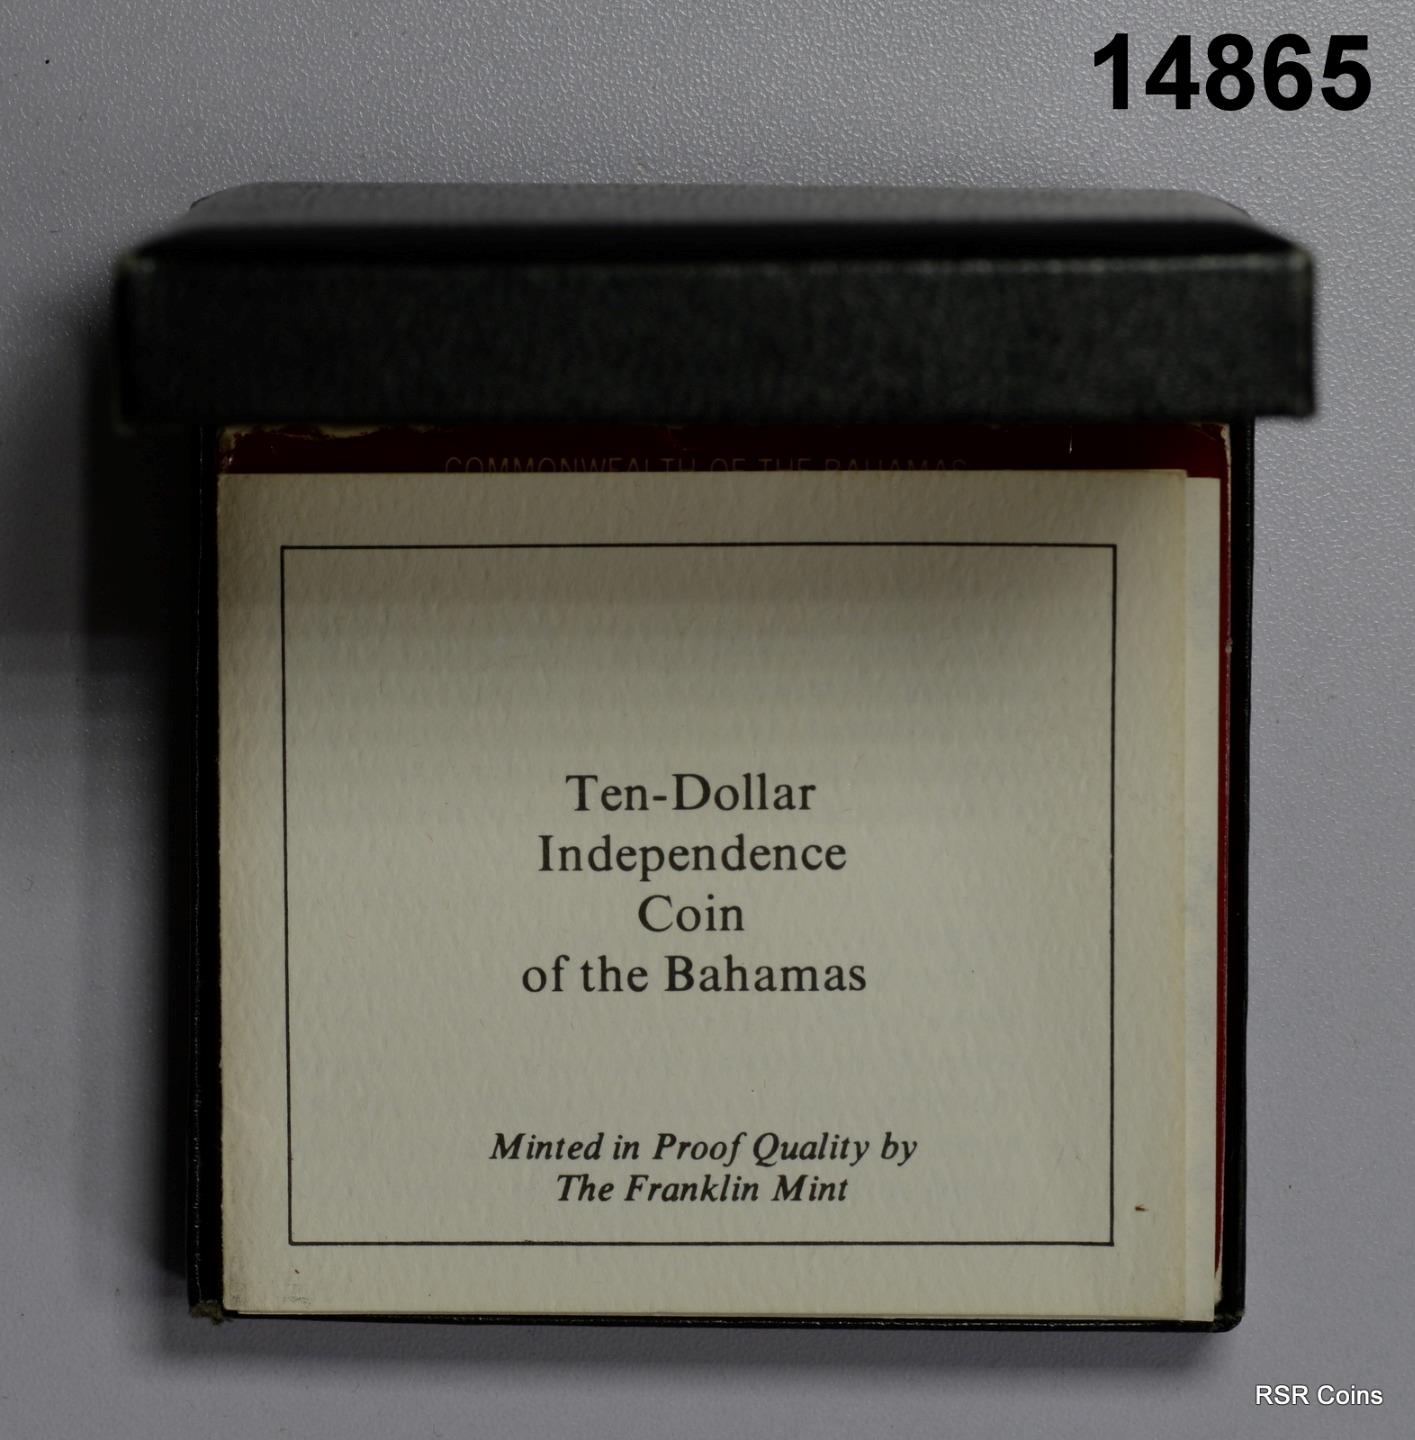 14865
COMMONWEALTH OF THE BAHAMAS
Ten-Dollar
Independence
Coin
of the Bahamas
Minted in Proof Quality by
The Franklin Mint
RSR Coins